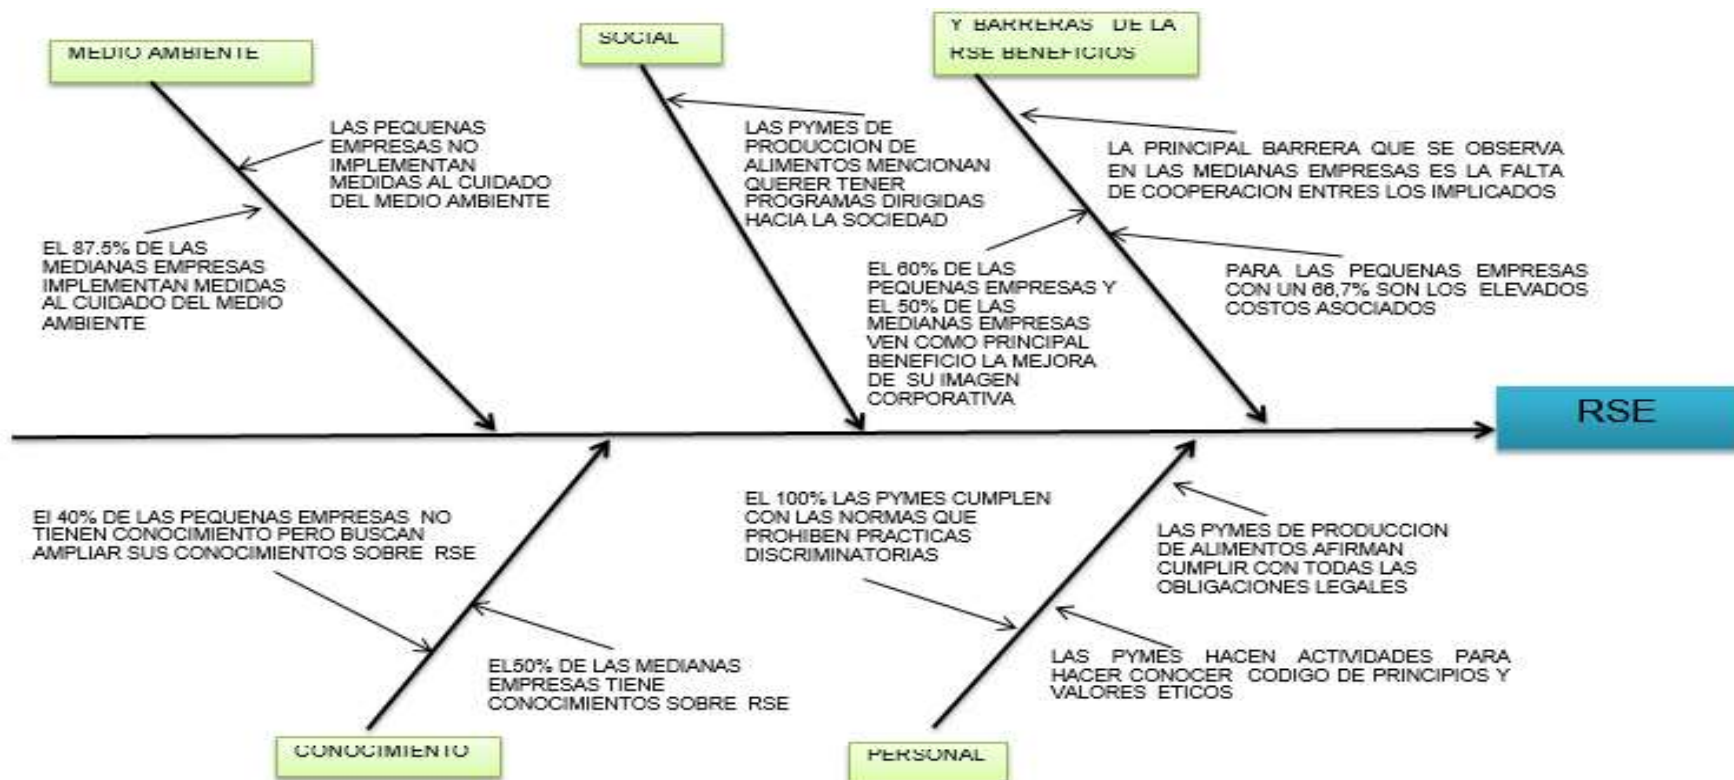 MEDIO AMBIENTE
SOCIAL
Y BARRERAS DE LA
RSE BENEFICIOS
LAS PEQUENAS
EMPRESAS NO
IMPLEMENTAN
MEDIDAS AL CUIDADO
DEL MEDIO AMBIENTE
EL 87.5% DE LAS
MEDIANAS EMPRESAS
IMPLEMENTAN MEDIDAS
AL CUIDADO DEL MEDIO
AMBIENTE
LAS PYMES DE
PRODUCCION DE
ALIMENTOS MENCIONAN
QUERER TENER
PROGRAMAS DIRIGIDAS
HACIA LA SOCIEDAD
LA PRINCIPAL BARRERA QUE SE OBSERVA
EN LAS MEDIANAS EMPRESAS ES LA FALTA
DE COOPERACION ENTRES LOS IMPLICADOS
EL 60% DE LAS
PEQUENAS EMPRESAS Y
EL 50% DE LAS
MEDIANAS EMPRESAS
VEN COMO PRINCIPAL
BENEFICIO LA MEJORA
DE SU IMAGEN
CORPORATIVA
PARA LAS PEQUENAS EMPRESAS
CON UN 66,7% SON LOS ELEVADOS
COSTOS ASOCIADOS
RSE
El 40% DE LAS PEQUENAS EMPRESAS NO
TIENEN CONOCIMIENTO PERO BUSCAN
AMPLIAR SUS CONOCIMIENTOS SOBRE RSE
EL50% DE LAS MEDIANAS
EMPRESAS TIENE
CONOCIMIENTOS SOBRE RSE
EL 100% LAS PYMES CUMPLEN
CON LAS NORMAS QUE
PROHIBEN PRACTICAS
DISCRIMINATORIAS
LAS PYMES DE PRODUCCION
DE ALIMENTOS AFIRMAN
CUMPLIR CON TODAS LAS
OBLIGACIONES LEGALES
LAS PYMES HACEN ACTIVIDADES PARA
HACER CONOCER CODIGO DE PRINCIPIOS Y
VALORES ETICOS
CONOCIMIENTO
PERSONAL